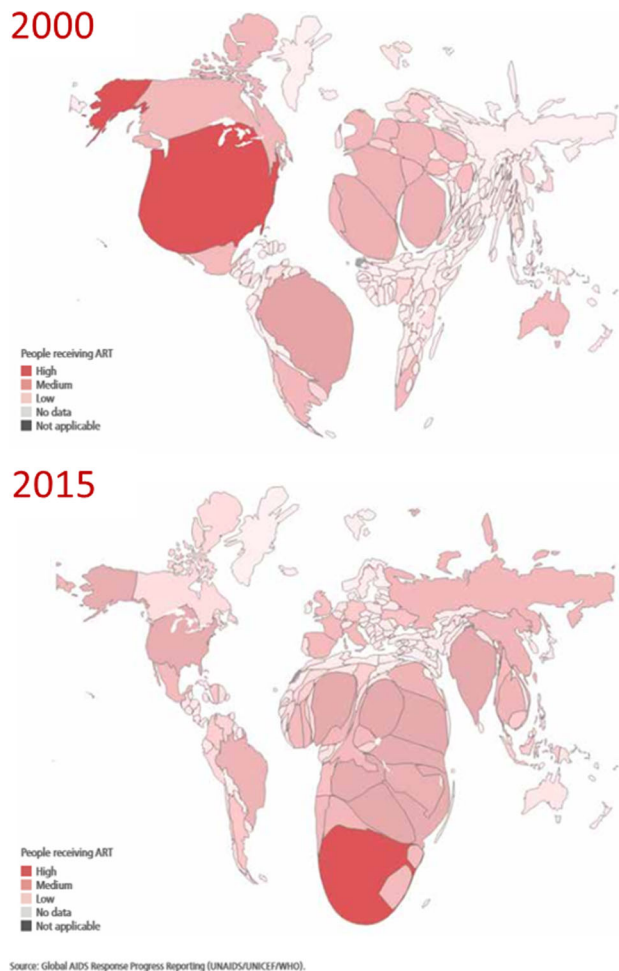 2000
People receiving ART
High
Medium
Low
No data
Not applicable
2015
People receiving ART
High
Medium
Low
No data
Not applicable
Source: Global AIDS Response Progress Reporting (UNAIDS/UNICEF/WHO).